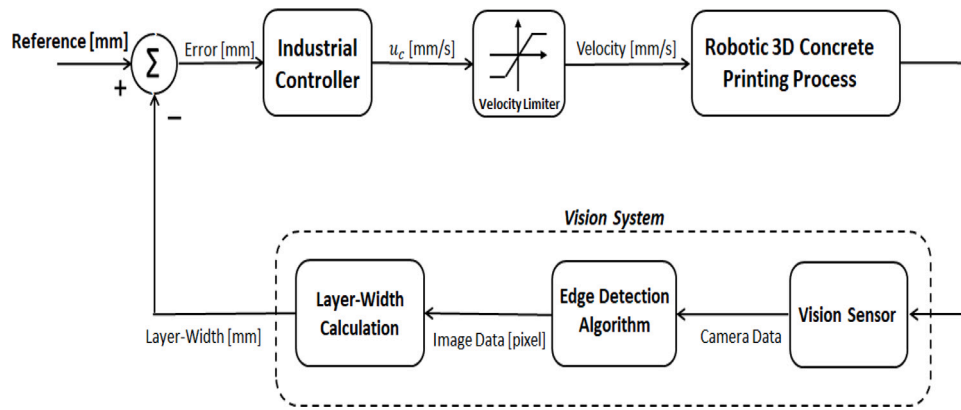 Reference [mm]
+
−
Σ
Error [mm]
Industrial
Controller
u_c [mm/s]
Velocity Limiter
Velocity [mm/s]
Robotic 3D Concrete
Printing Process
Vision System
Layer-Width
Calculation
Edge Detection
Algorithm
Vision Sensor
Layer-Width [mm]
Image Data [pixel]
Camera Data